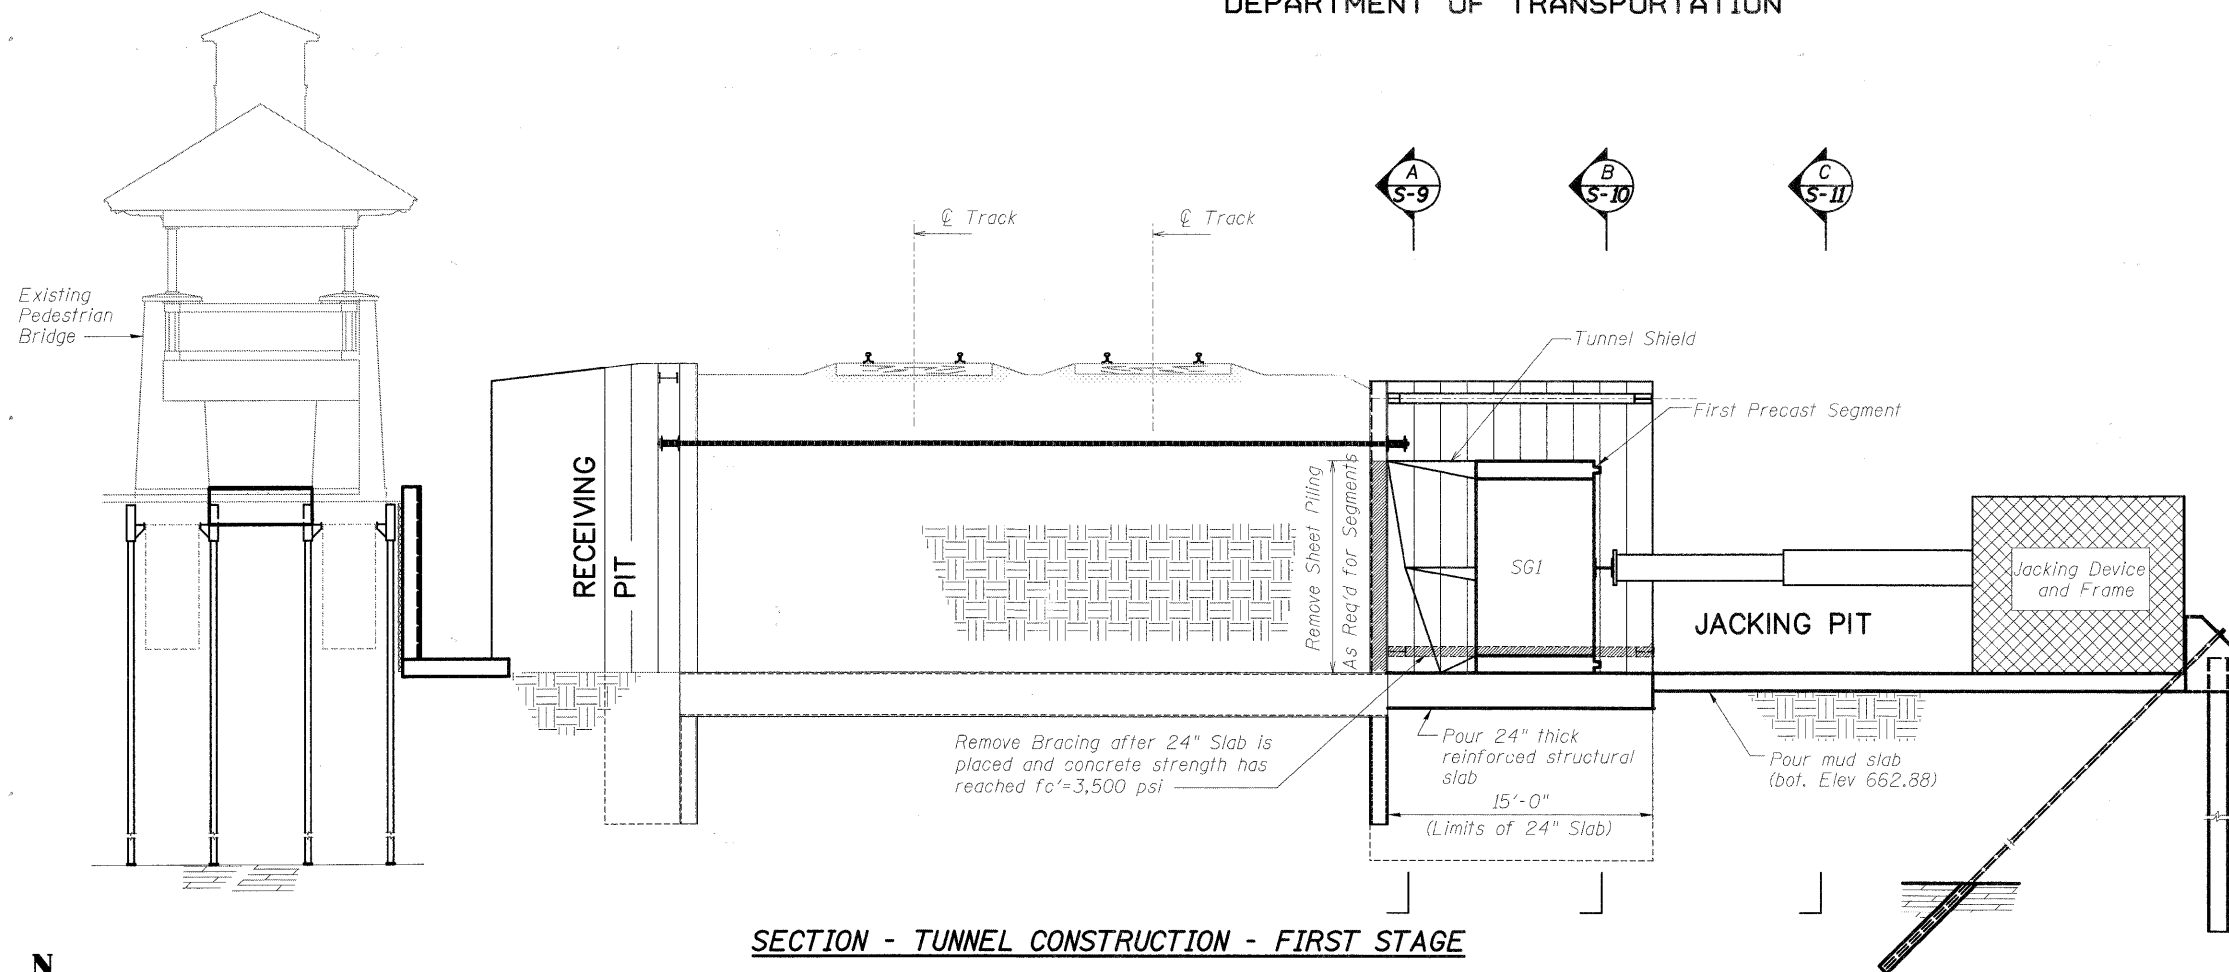 DEPARTMENT OF TRANSPORTATION
A
S-9
B
S-10
C
S-11
℄ Track
℄ Track
Existing
Pedestrian
Bridge
Tunnel Shield
First Precast Segment
RECEIVING
PIT
Remove Sheet Piling
As Req'd for Segments
SG1
Jacking Device
and Frame
JACKING PIT
Remove Bracing after 24" Slab is
placed and concrete strength has
reached fc'=3,500 psi
Pour 24" thick
reinforced structural
slab
Pour mud slab
(bot. Elev 662.88)
15'-0"
(Limits of 24" Slab)
SECTION - TUNNEL CONSTRUCTION - FIRST STAGE
N